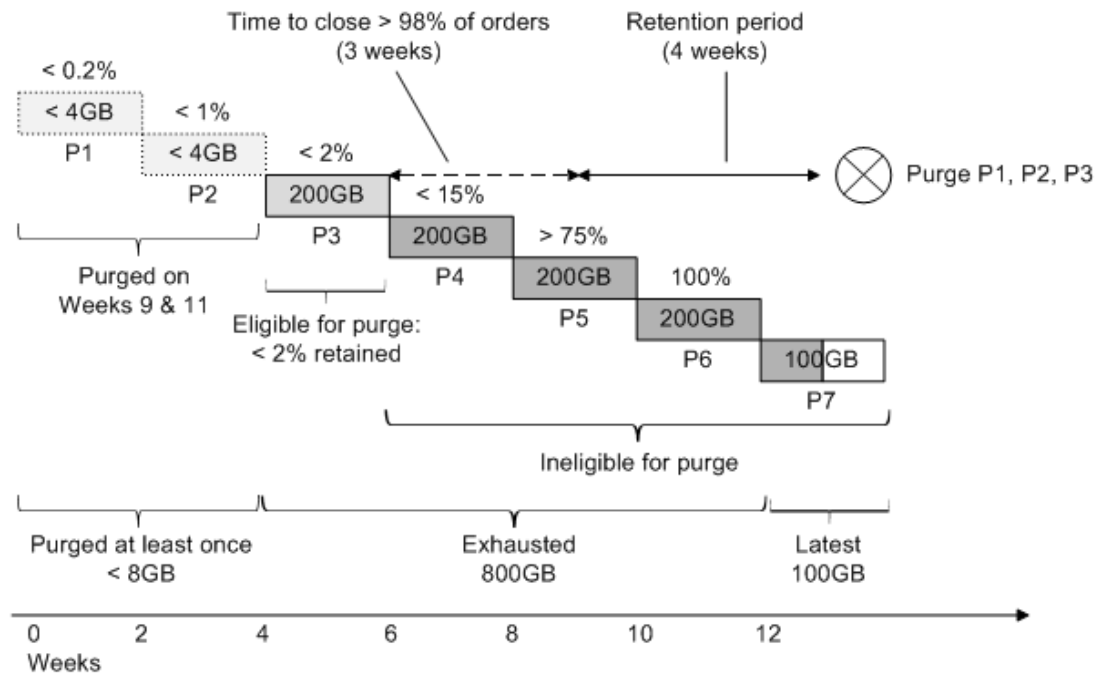 Time to close > 98% of orders
(3 weeks)
Retention period
(4 weeks)
< 0.2%
< 4GB
P1
< 1%
< 4GB
P2
< 2%
200GB
P3
< 15%
200GB
P4
> 75%
200GB
P5
100%
200GB
P6
100GB
P7
Purge P1, P2, P3
Purged on
Weeks 9 & 11
Eligible for purge:
< 2% retained
Ineligible for purge
Purged at least once
< 8GB
Exhausted
800GB
Latest
100GB
0 2 4 6 8 10 12
Weeks